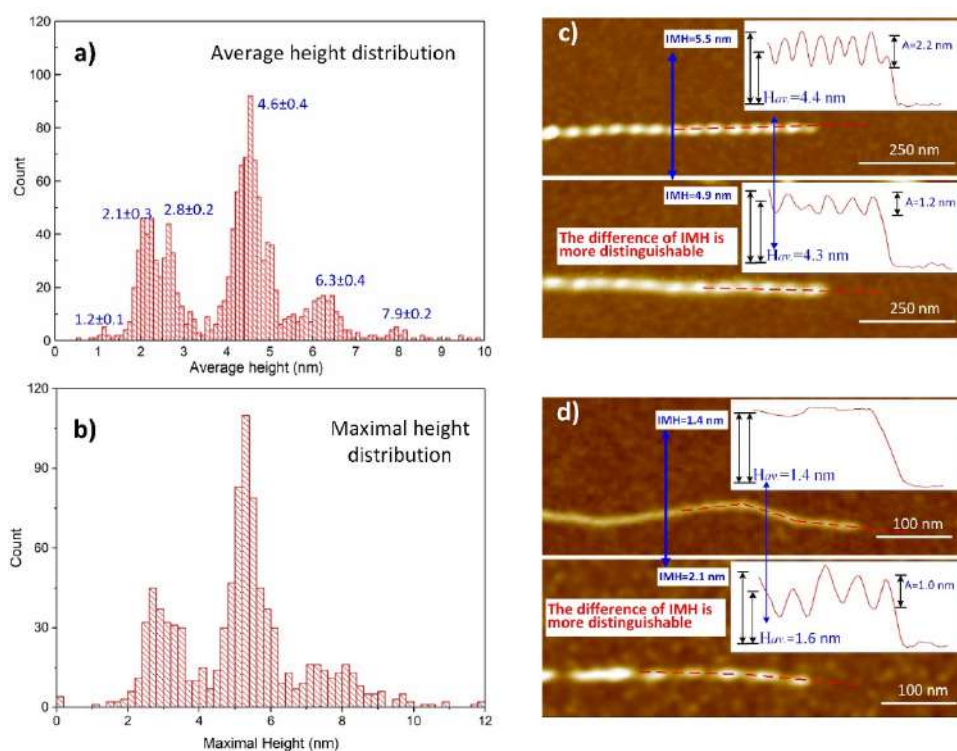 a)
Average height distribution
120
100
80
60
40
20
0
Count
1.2±0.1
2.1±0.3
2.8±0.2
4.6±0.4
6.3±0.4
7.9±0.2
0 1 2 3 4 5 6 7 8 9 10
Average height (nm)
b)
Maximal height
distribution
120
90
60
30
0
Count
0 2 4 6 8 10 12
Maximal Height (nm)
c)
IMH=5.5 nm
A=2.2 nm
Hav.=4.4 nm
250 nm
IMH=4.9 nm
A=1.2 nm
The difference of IMH is
more distinguishable
Hav.=4.3 nm
250 nm
d)
IMH=1.4 nm
Hav.=1.4 nm
100 nm
IMH=2.1 nm
A=1.0 nm
The difference of IMH is
more distinguishable
Hav.=1.6 nm
100 nm